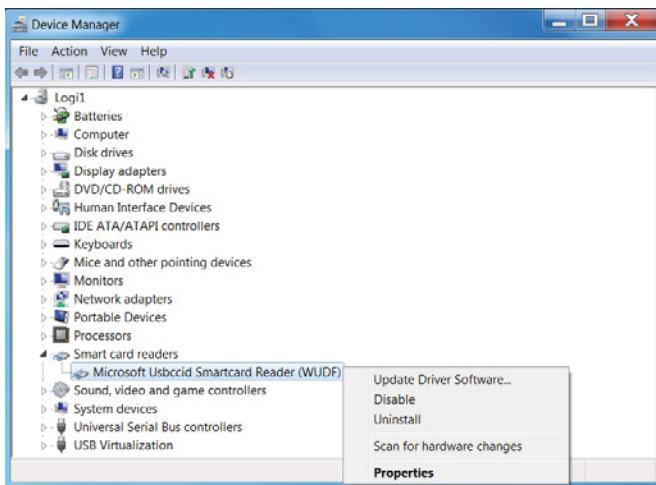 Device Manager
File Action View Help
Logi1
Batteries
Computer
Disk drives
Display adapters
DVD/CD-ROM drives
Human Interface Devices
IDE ATA/ATAPI controllers
Keyboards
Mice and other pointing devices
Monitors
Network adapters
Portable Devices
Processors
Smart card readers
Microsoft Usbccid Smartcard Reader (WUDF)
Sound, video and game controllers
System devices
Universal Serial Bus controllers
USB Virtualization
Update Driver Software...
Disable
Uninstall
Scan for hardware changes
Properties